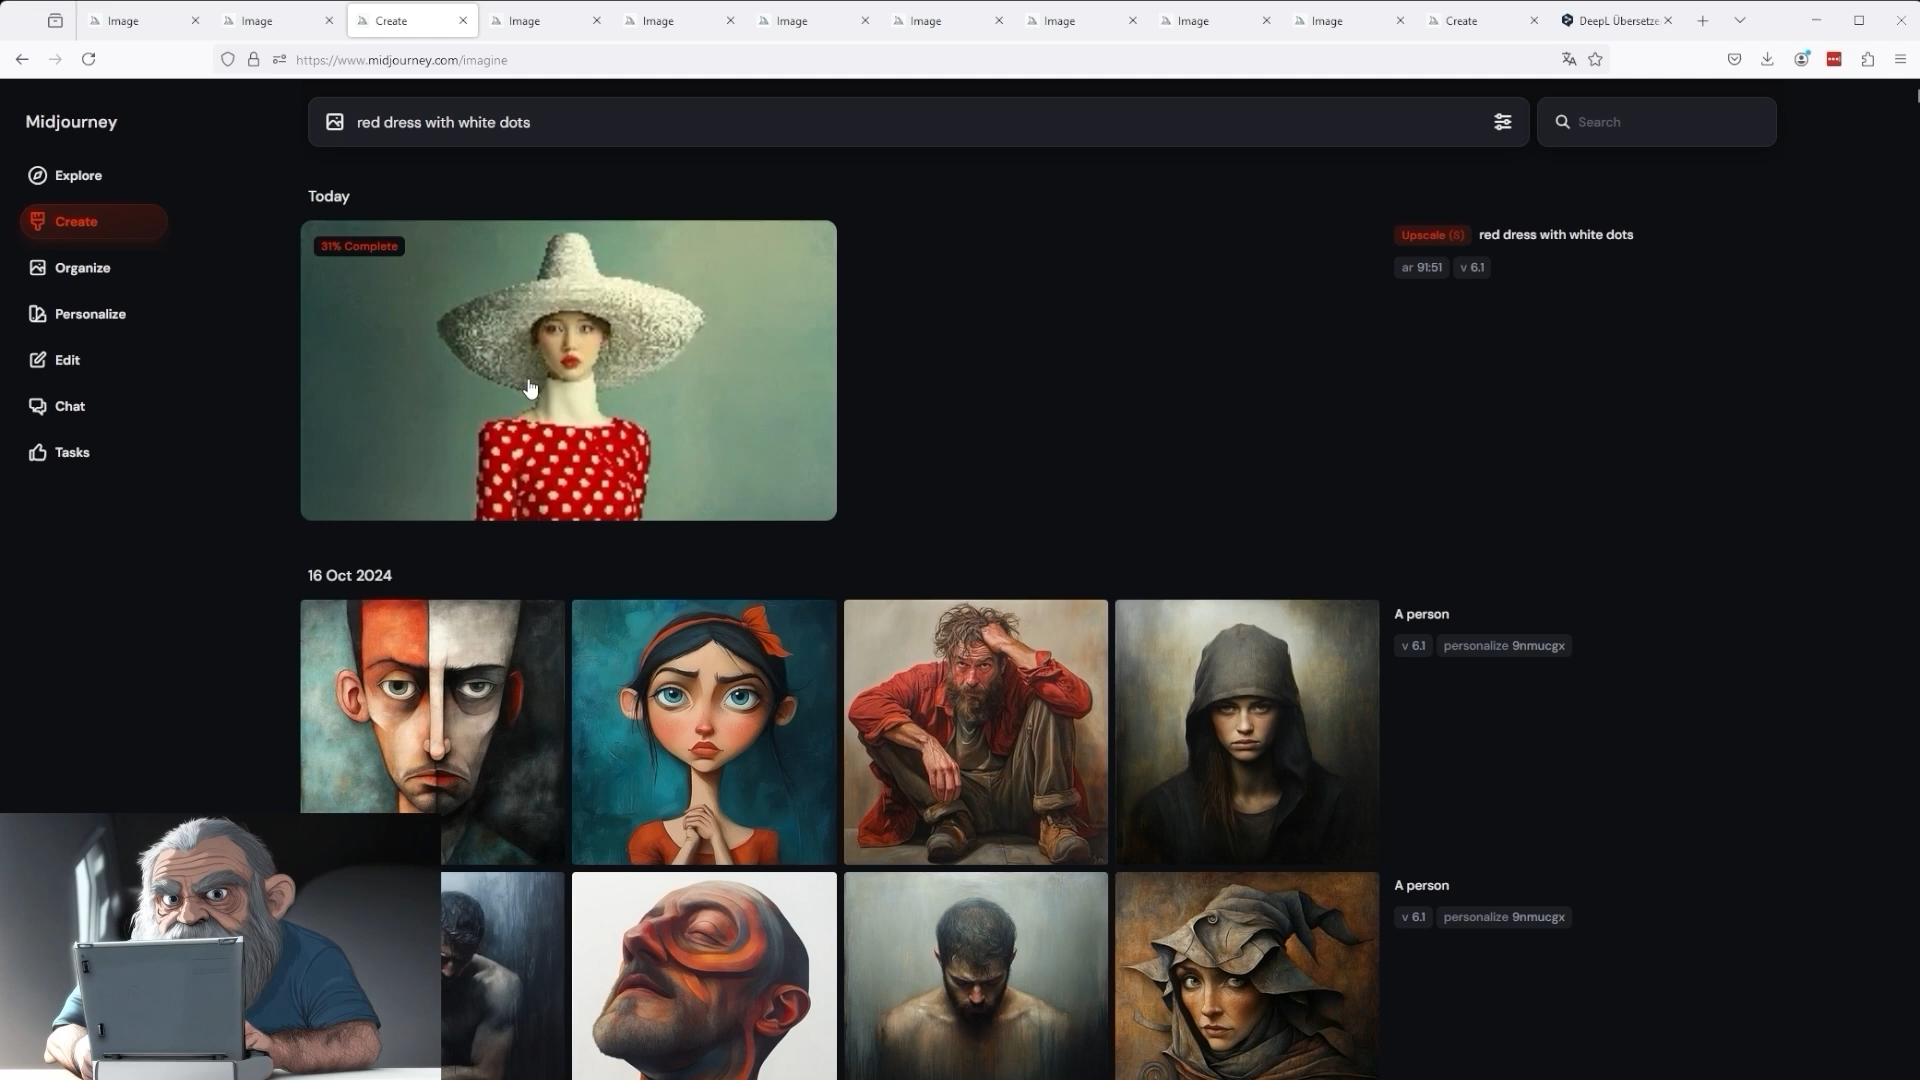 Image
Image
Create
Image
Image
Image
Image
Image
Image
Image
Create
DeepL Übersetze
https://www.midjourney.com/imagine
Midjourney
red dress with white dots
Search
Explore
Create
Organize
Personalize
Edit
Chat
Tasks
Today
31% Complete
Upscale (S) red dress with white dots
ar 91:51 v 6.1
16 Oct 2024
A person
v 6.1 personalize 9nmucgx
A person
v 6.1 personalize 9nmucgx